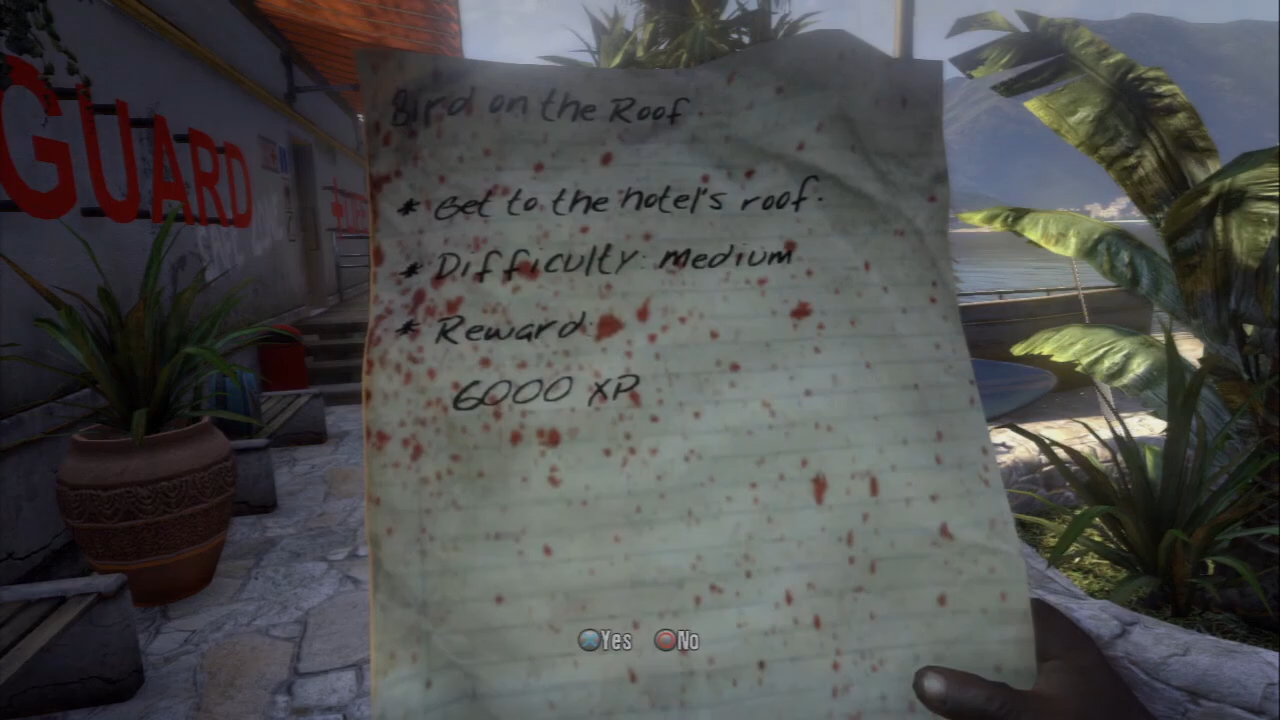 GUARD
Bird on the Roof
* Get to the hotel's roof.
* Difficulty: medium
* Reward
6000 XP
Yes No